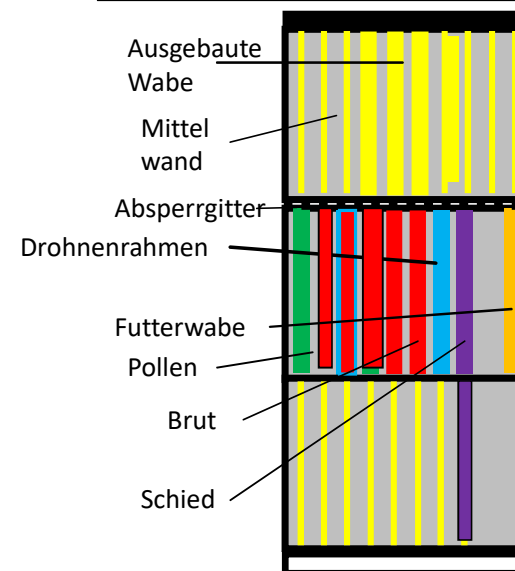 Ausgebaute
Wabe
Mittel
wand
Absperrgitter
Drohnenrahmen
Futterwabe
Pollen
Brut
Schied